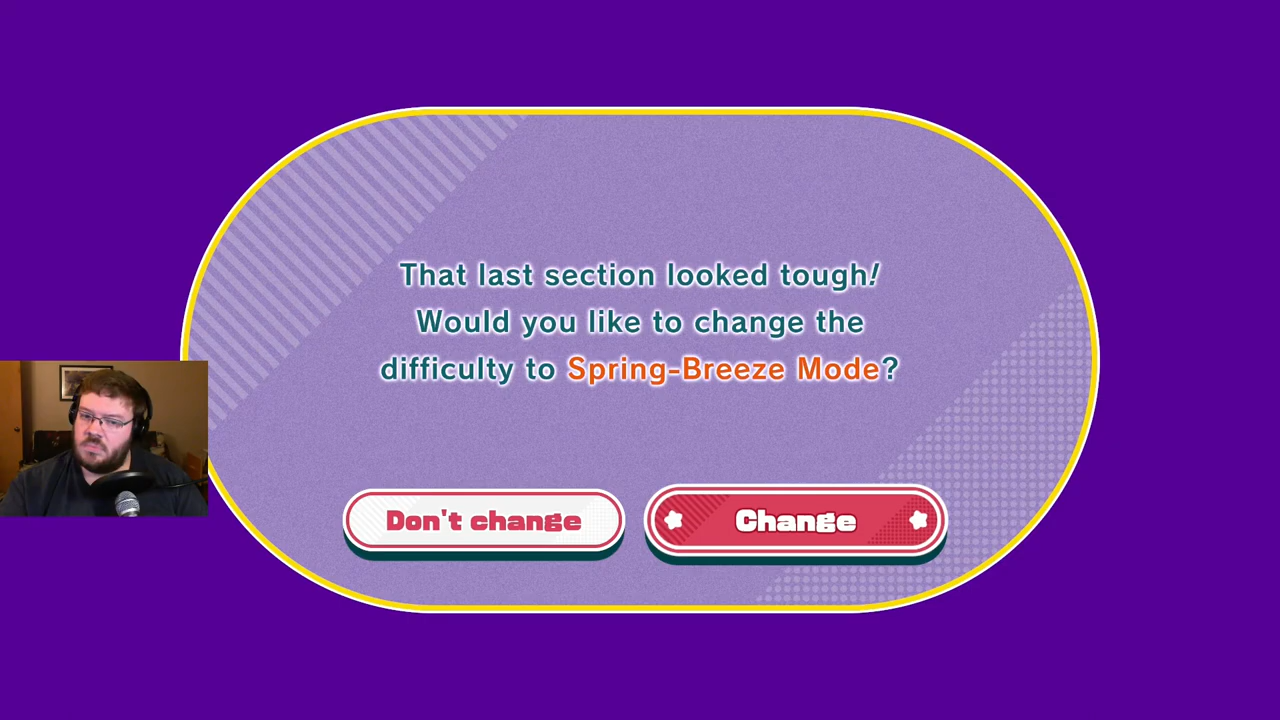 That last section looked tough!
Would you like to change the
difficulty to Spring-Breeze Mode?
Don't change
Change